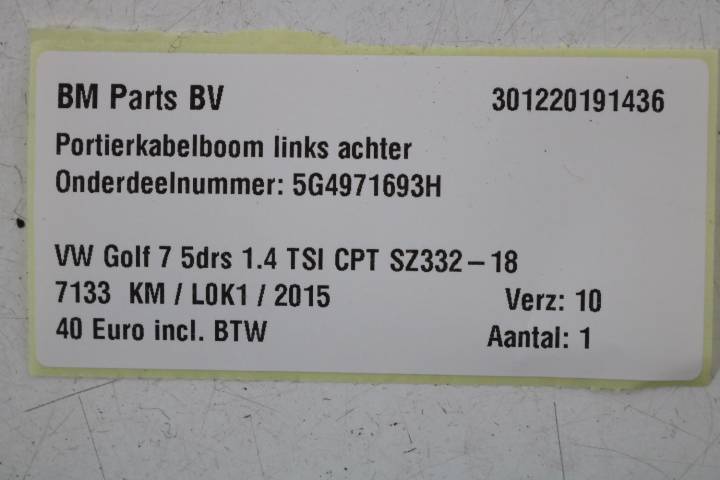 BM Parts BV 301220191436
Portierkabelboom links achter
Onderdeelnummer: 5G4971693H
VW Golf 7 5drs 1.4 TSI CPT SZ332-18
7133 KM / L0K1 / 2015 Verz: 10
40 Euro incl. BTW Aantal: 1